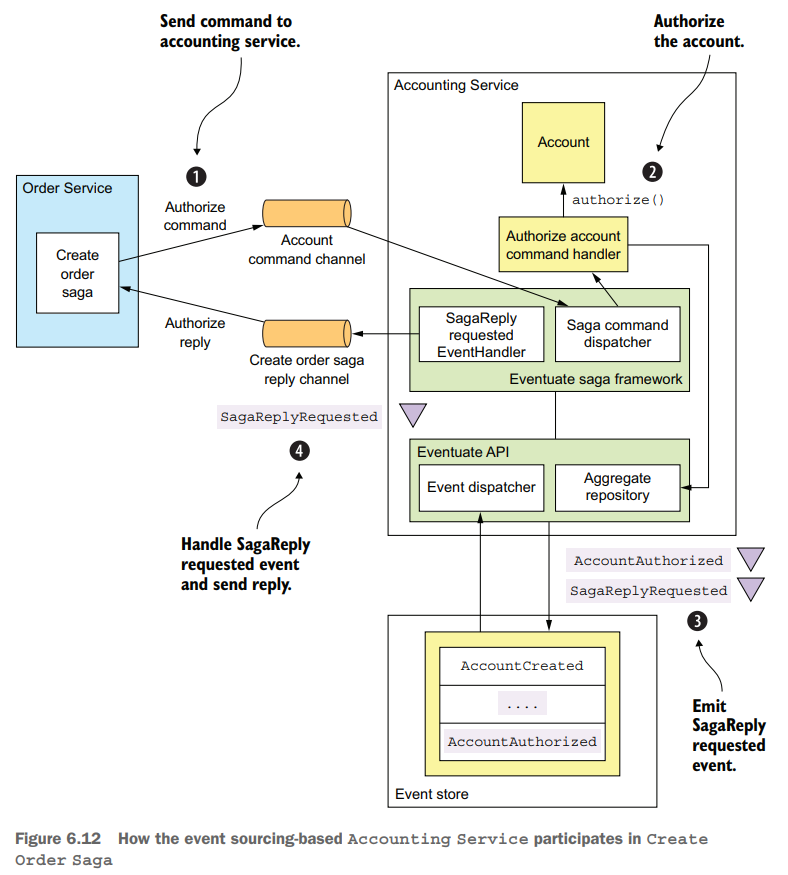 Send command to
accounting service.
Authorize
the account.
Accounting Service
Account
2
authorize()
1
Order Service
Create
order
saga
Authorize
command
Account
command channel
Authorize account
command handler
Authorize
reply
Create order saga
reply channel
SagaReply
requested
EventHandler
Saga command
dispatcher
Eventuate saga framework
SagaReplyRequested
4
Eventuate API
Event dispatcher
Aggregate
repository
Handle SagaReply
requested event
and send reply.
AccountAuthorized
SagaReplyRequested
3
AccountCreated
....
AccountAuthorized
Event store
Emit
SagaReply
requested
event.
Figure 6.12 How the event sourcing-based Accounting Service participates in Create
Order Saga